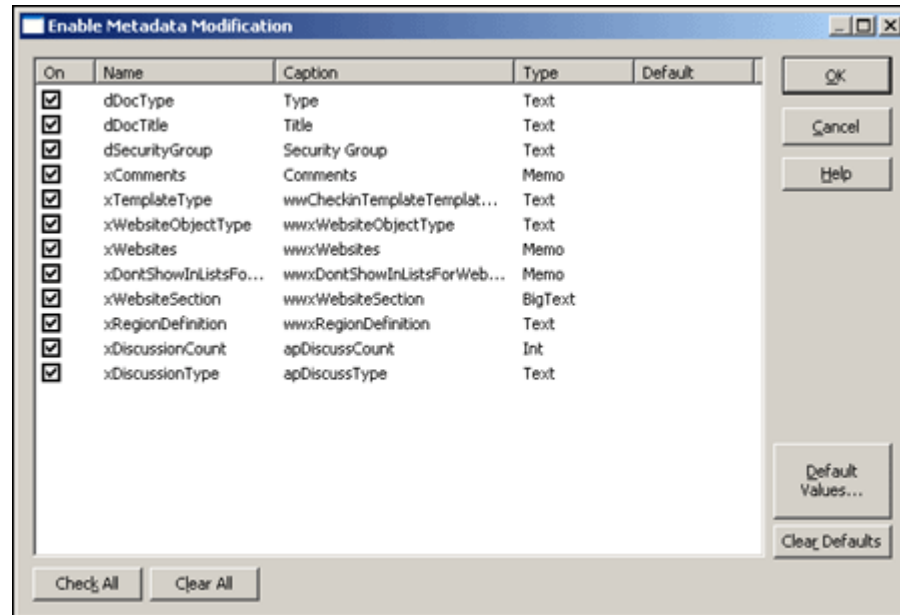 Enable Metadata Modification
On Name Caption Type Default
dDocType Type Text
dDocTitle Title Text
dSecurityGroup Security Group Text
xComments Comments Memo
xTemplateType wwCheckinTemplateTemplat... Text
xWebsiteObjectType wwxWebsiteObjectType Text
xWebsites wwxWebsites Memo
xDontShowInListsFo... wwxDontShowInListsForWeb... Memo
xWebsiteSection wwxWebsiteSection BigText
xRegionDefinition wwxRegionDefinition Text
xDiscussionCount apDiscussCount Int
xDiscussionType apDiscussType Text
OK
Cancel
Help
Default
Values...
Clear Defaults
Check All Clear All